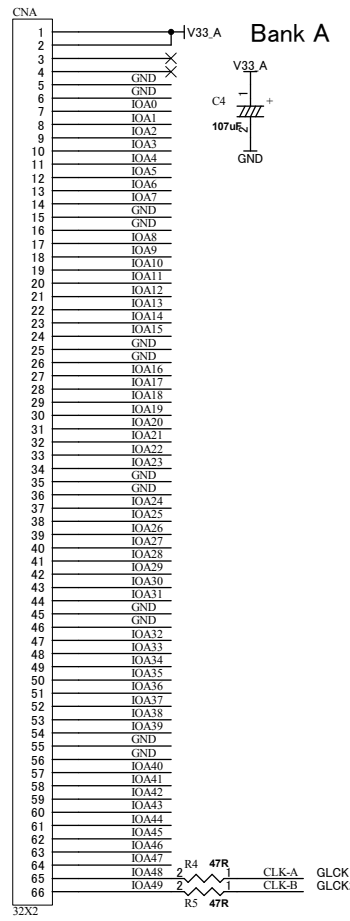 CNA
Bank A
1 V33_A
2
3
4
5 GND
6 GND
7 IOA0
8 IOA1
9 IOA2
10 IOA3
11 IOA4
12 IOA5
13 IOA6
14 IOA7
15 GND
16 GND
17 IOA8
18 IOA9
19 IOA10
20 IOA11
21 IOA12
22 IOA13
23 IOA14
24 IOA15
25 GND
26 GND
27 IOA16
28 IOA17
29 IOA18
30 IOA19
31 IOA20
32 IOA21
33 IOA22
34 IOA23
35 GND
36 GND
37 IOA24
38 IOA25
39 IOA26
40 IOA27
41 IOA28
42 IOA29
43 IOA30
44 IOA31
45 GND
46 GND
47 IOA32
48 IOA33
49 IOA34
50 IOA35
51 IOA36
52 IOA37
53 IOA38
54 IOA39
55 GND
56 GND
57 IOA40
58 IOA41
59 IOA42
60 IOA43
61 IOA44
62 IOA45
63 IOA46
64 IOA47
R4 47R
65 IOA48 2 1 CLK-A GLCK
66 IOA49 2 1 CLK-B GLCK
R5 47R
32X2
V33_A
1
C4 +
107uF
2
GND